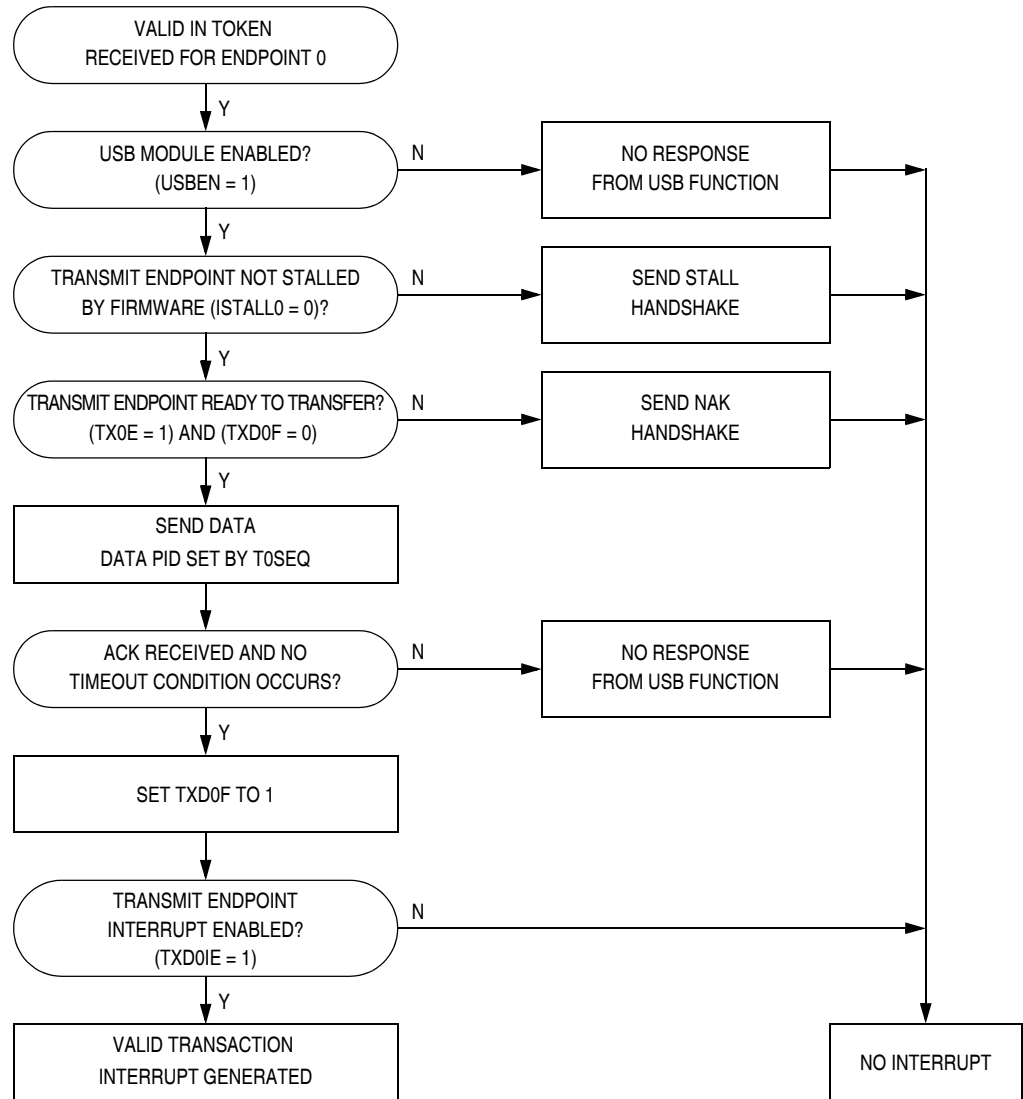 VALID IN TOKEN
RECEIVED FOR ENDPOINT 0
Y
USB MODULE ENABLED?
(USBEN = 1)
N
NO RESPONSE
FROM USB FUNCTION
Y
TRANSMIT ENDPOINT NOT STALLED
BY FIRMWARE (ISTALL0 = 0)?
N
SEND STALL
HANDSHAKE
Y
TRANSMIT ENDPOINT READY TO TRANSFER?
(TX0E = 1) AND (TXD0F = 0)
N
SEND NAK
HANDSHAKE
Y
SEND DATA
DATA PID SET BY T0SEQ
ACK RECEIVED AND NO
TIMEOUT CONDITION OCCURS?
N
NO RESPONSE
FROM USB FUNCTION
Y
SET TXD0F TO 1
TRANSMIT ENDPOINT
INTERRUPT ENABLED?
(TXD0IE = 1)
N
Y
VALID TRANSACTION
INTERRUPT GENERATED
NO INTERRUPT